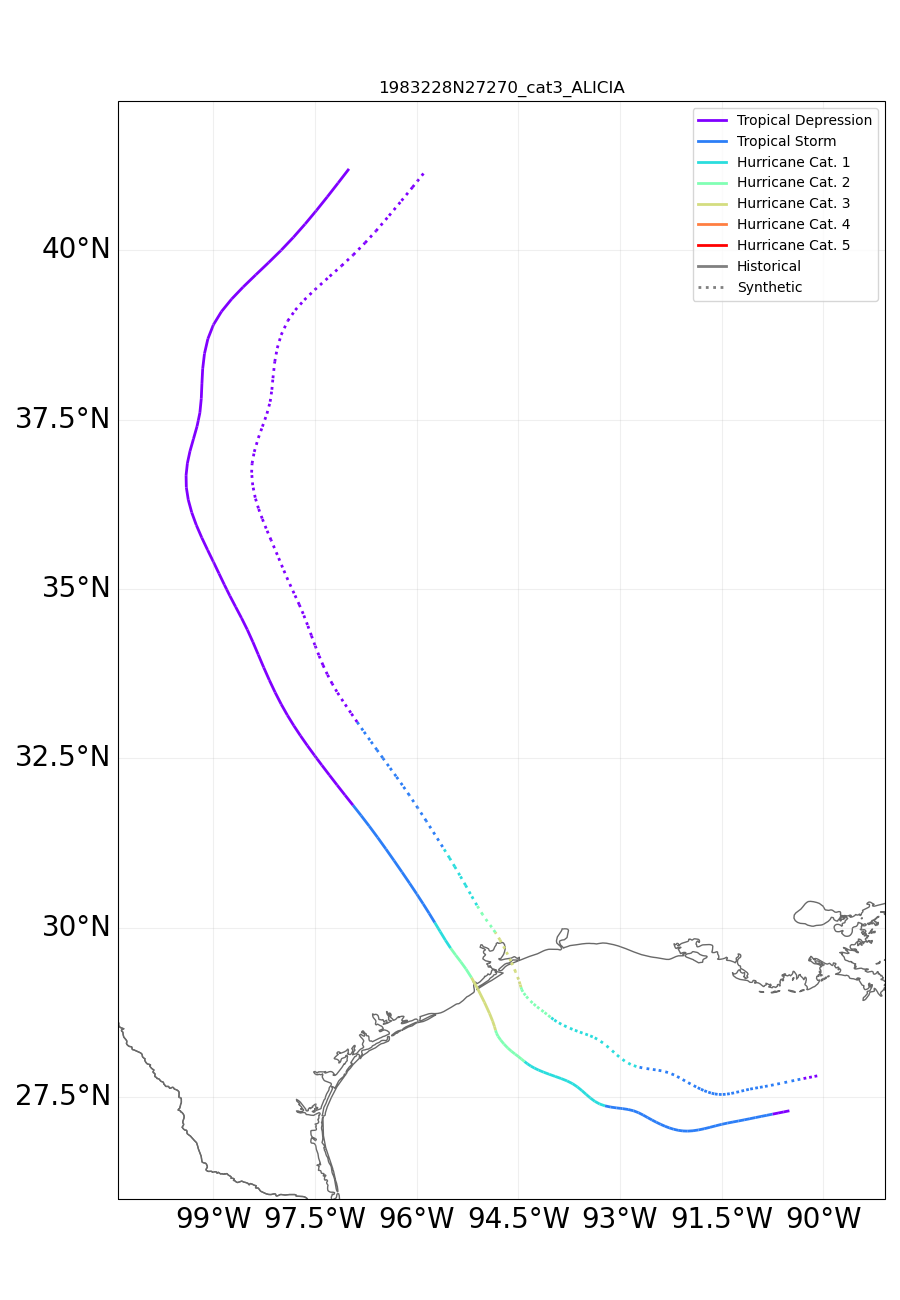 1983228N27270_cat3_ALICIA
Tropical Depression
Tropical Storm
Hurricane Cat. 1
Hurricane Cat. 2
Hurricane Cat. 3
Hurricane Cat. 4
Hurricane Cat. 5
Historical
Synthetic
40°N
37.5°N
35°N
32.5°N
30°N
27.5°N
99°W 97.5°W 96°W 94.5°W 93°W 91.5°W 90°W